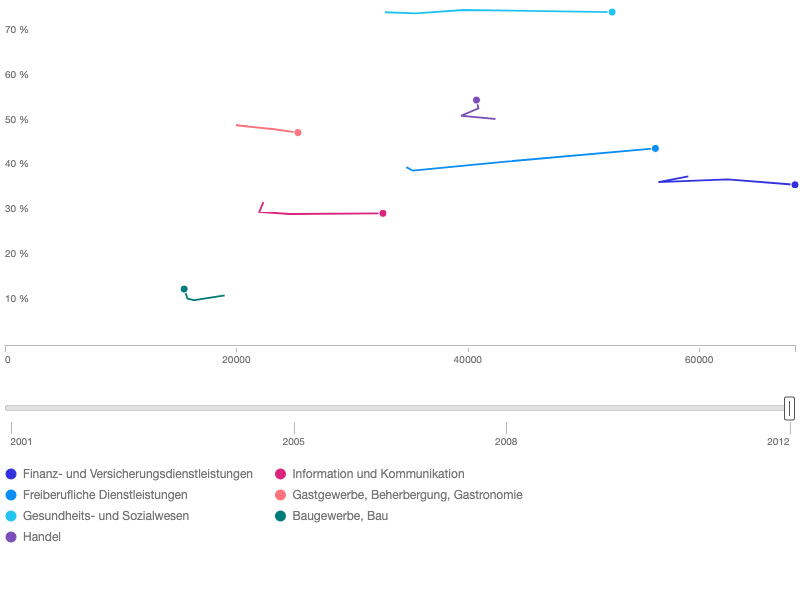 70 %
60 %
50 %
40 %
30 %
20 %
10 %
0 20000 40000 60000
2001 2005 2008 2012
Finanz- und Versicherungsdienstleistungen
Freiberufliche Dienstleistungen
Gesundheits- und Sozialwesen
Handel
Information und Kommunikation
Gastgewerbe, Beherbergung, Gastronomie
Baugewerbe, Bau